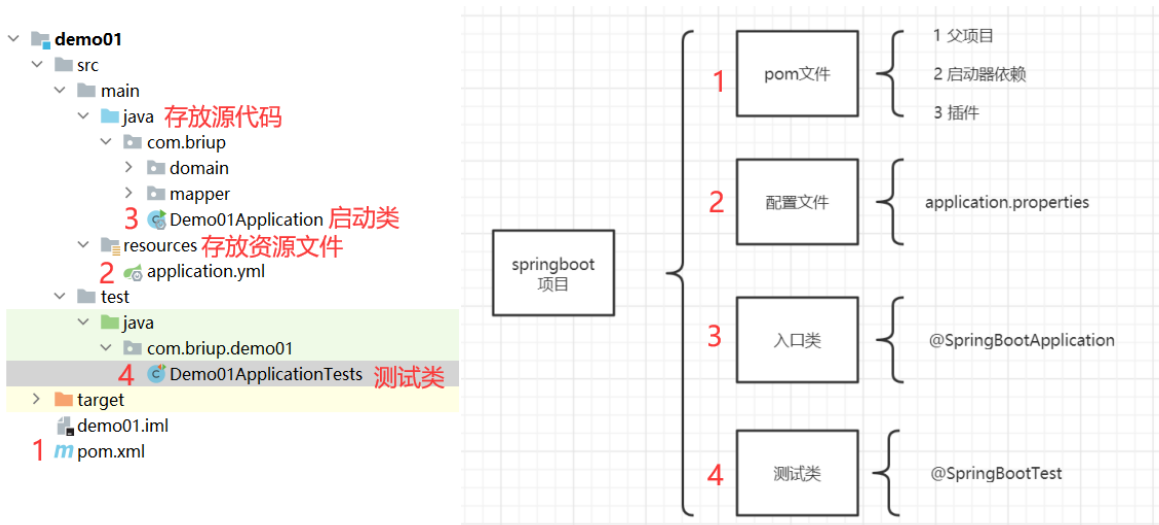 demo01
src
main
java 存放源代码
com.briup
domain
mapper
3 Demo01Application 启动类
resources 存放资源文件
2 application.yml
test
java
com.briup.demo01
4 Demo01ApplicationTests 测试类
target
demo01.iml
1 pom.xml
springboot
项目
1 pom文件
1 父项目
2 启动器依赖
3 插件
2 配置文件
application.properties
3 入口类
@SpringBootApplication
4 测试类
@SpringBootTest